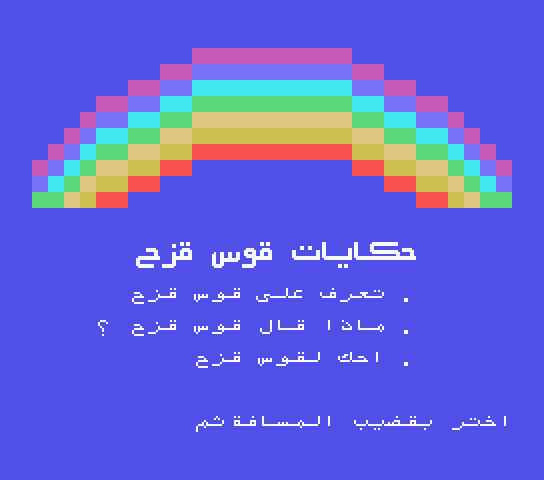 حكايات قوس قزح
. تعرف على قوس قزح
. ماذا قال قوس قزح ؟
. احك لقوس قزح
اختر بقضيب المسافة ثم ا